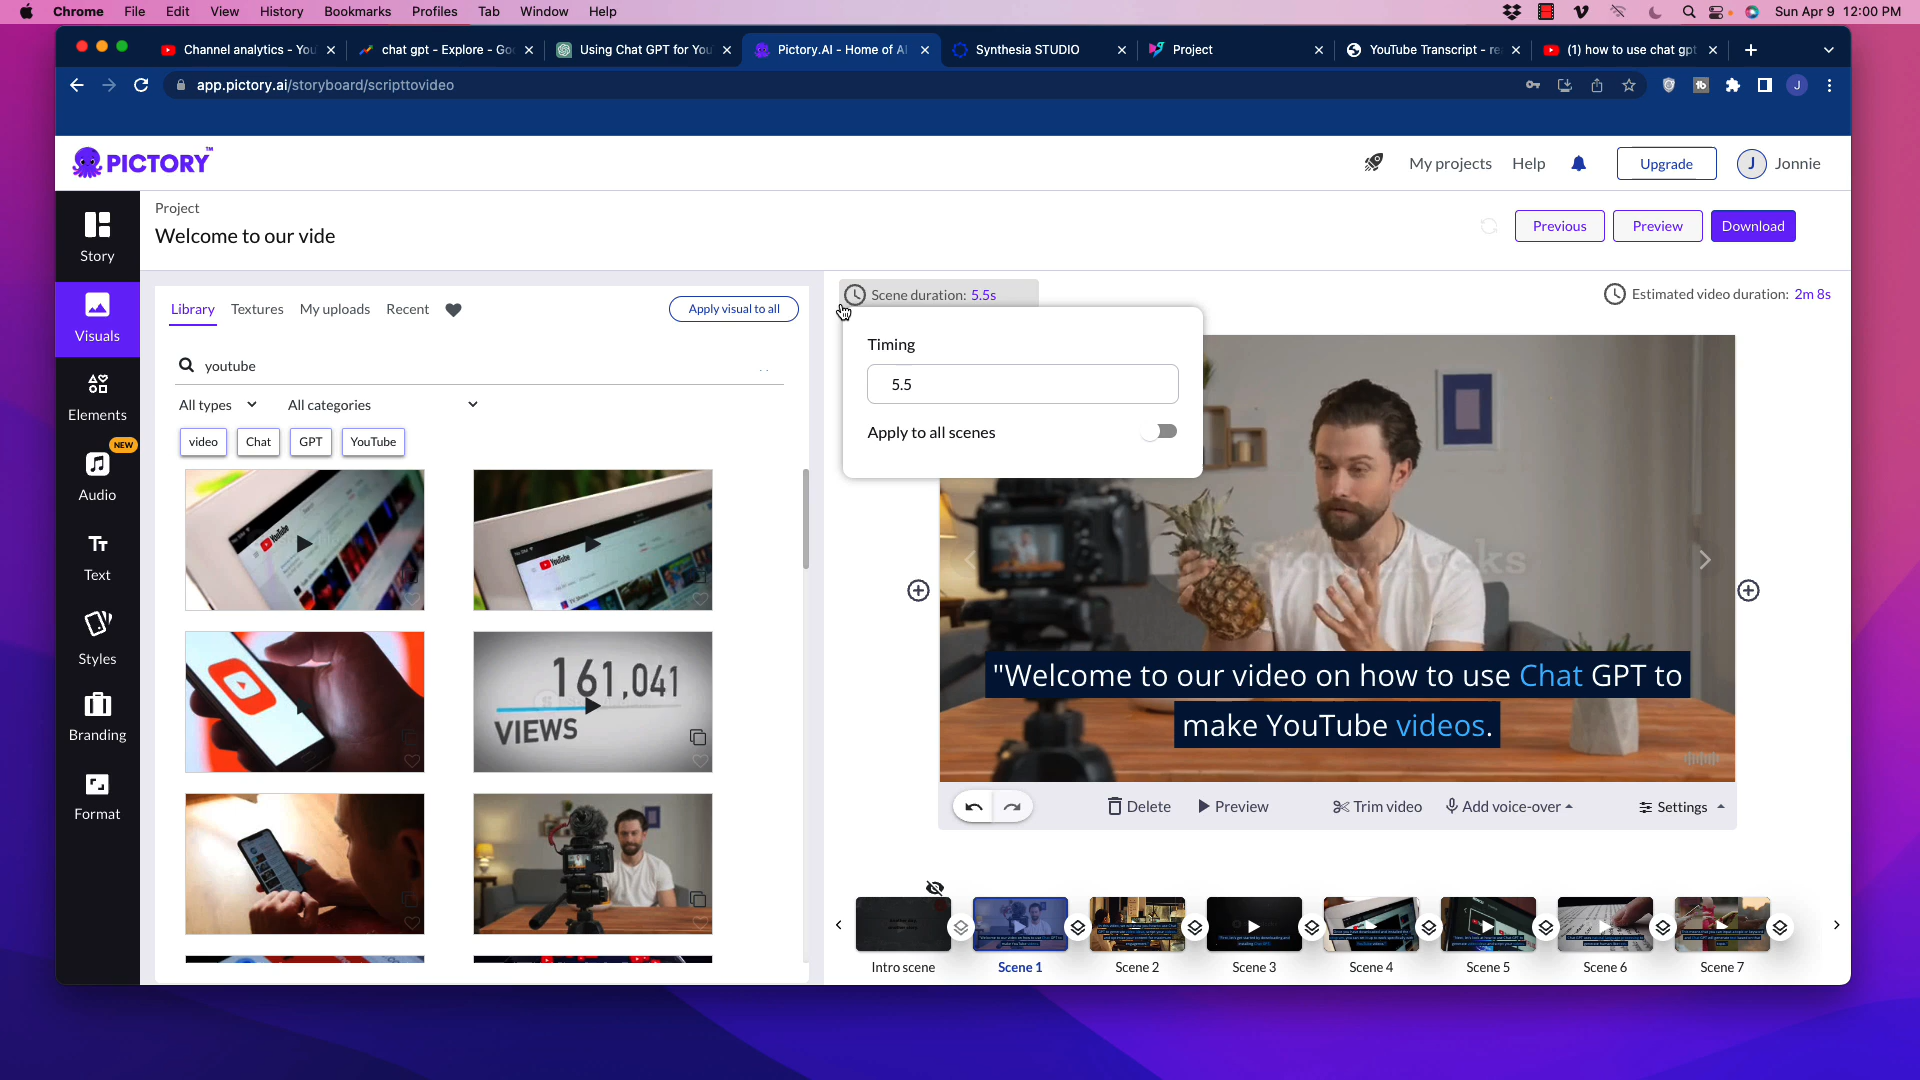 Chrome File Edit View History Bookmarks Profiles Tab Window Help
Sun Apr 9 12:00 PM
Channel analytics - You
chat gpt - Explore - Go
Using Chat GPT for You
Pictory.AI - Home of AI
Synthesia STUDIO
Project
YouTube Transcript - re
(1) how to use chat gpt
app.pictory.ai/storyboard/scripttovideo
PICTORY™
My projects
Help
Upgrade
J
Jonnie
Project
Welcome to our vide
Previous
Preview
Download
Story
Visuals
Elements
NEW
Audio
Text
Styles
Branding
Format
Library
Textures
My uploads
Recent
Apply visual to all
youtube
All types
All categories
video
Chat
GPT
YouTube
YouTube
YouTube
161,041
VIEWS
Scene duration: 5.5s
Estimated video duration: 2m 8s
Timing
5.5
Apply to all scenes
"Welcome to our video on how to use Chat GPT to
make YouTube videos.
Delete
Preview
Trim video
Add voice-over
Settings
Intro scene
Scene 1
Scene 2
Scene 3
Scene 4
Scene 5
Scene 6
Scene 7